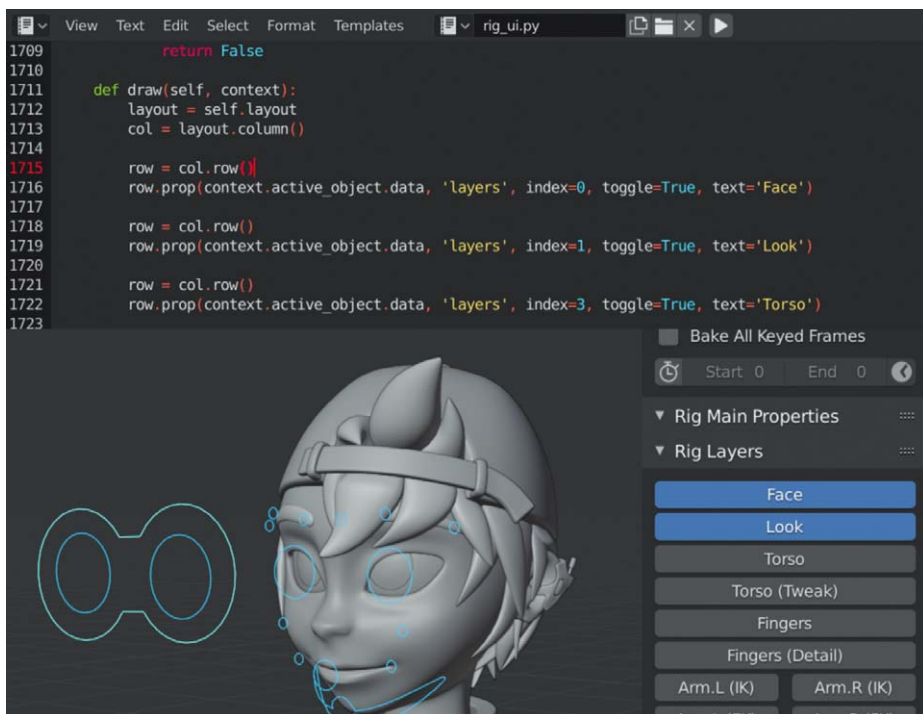 View Text Edit Select Format Templates rig_ui.py
1709 return False
1710
1711 def draw(self, context):
1712 layout = self.layout
1713 col = layout.column()
1714
1715 row = col.row()
1716 row.prop(context.active_object.data, 'layers', index=0, toggle=True, text='Face')
1717
1718 row = col.row()
1719 row.prop(context.active_object.data, 'layers', index=1, toggle=True, text='Look')
1720
1721 row = col.row()
1722 row.prop(context.active_object.data, 'layers', index=3, toggle=True, text='Torso')
1723
Bake All Keyed Frames
Start 0 End 0
Rig Main Properties
Rig Layers
Face
Look
Torso
Torso (Tweak)
Fingers
Fingers (Detail)
Arm.L (IK) Arm.R (IK)